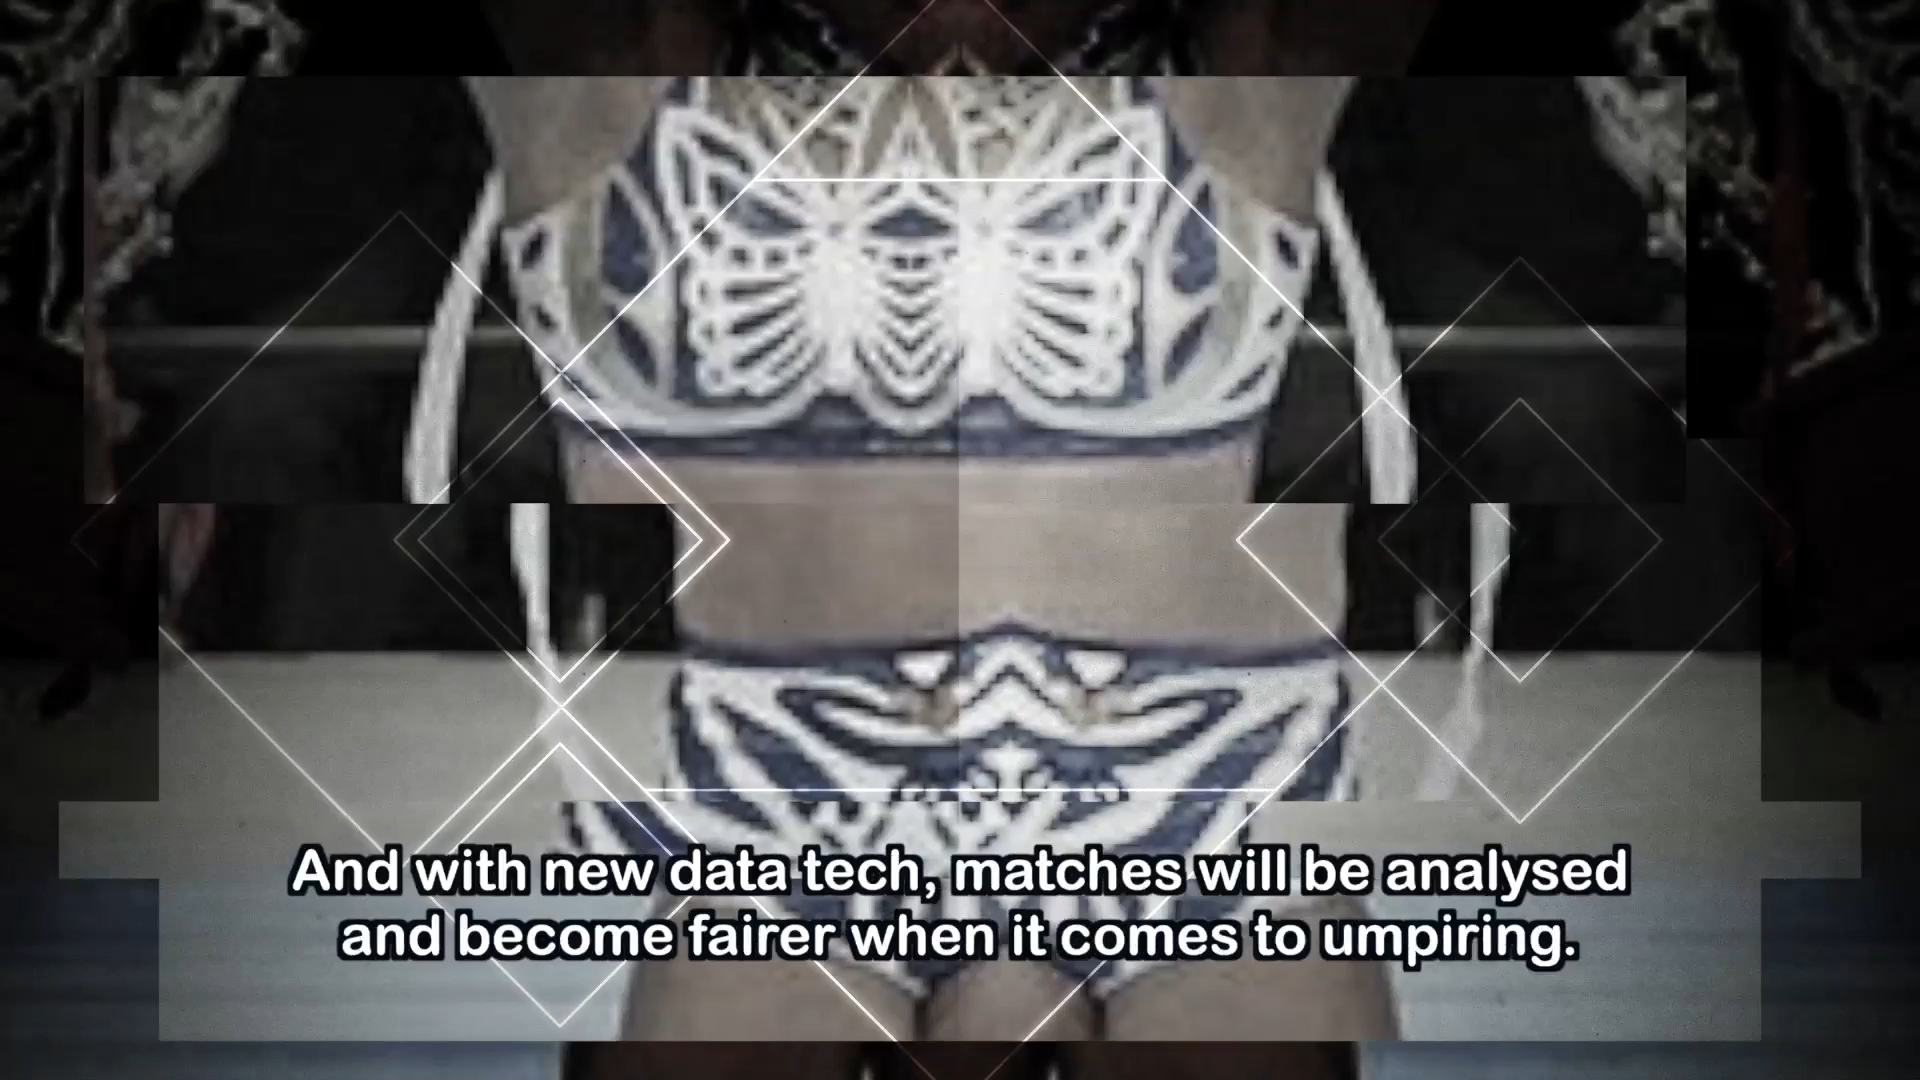 And with new data tech, matches will be analysed
and become fairer when it comes to umpiring.